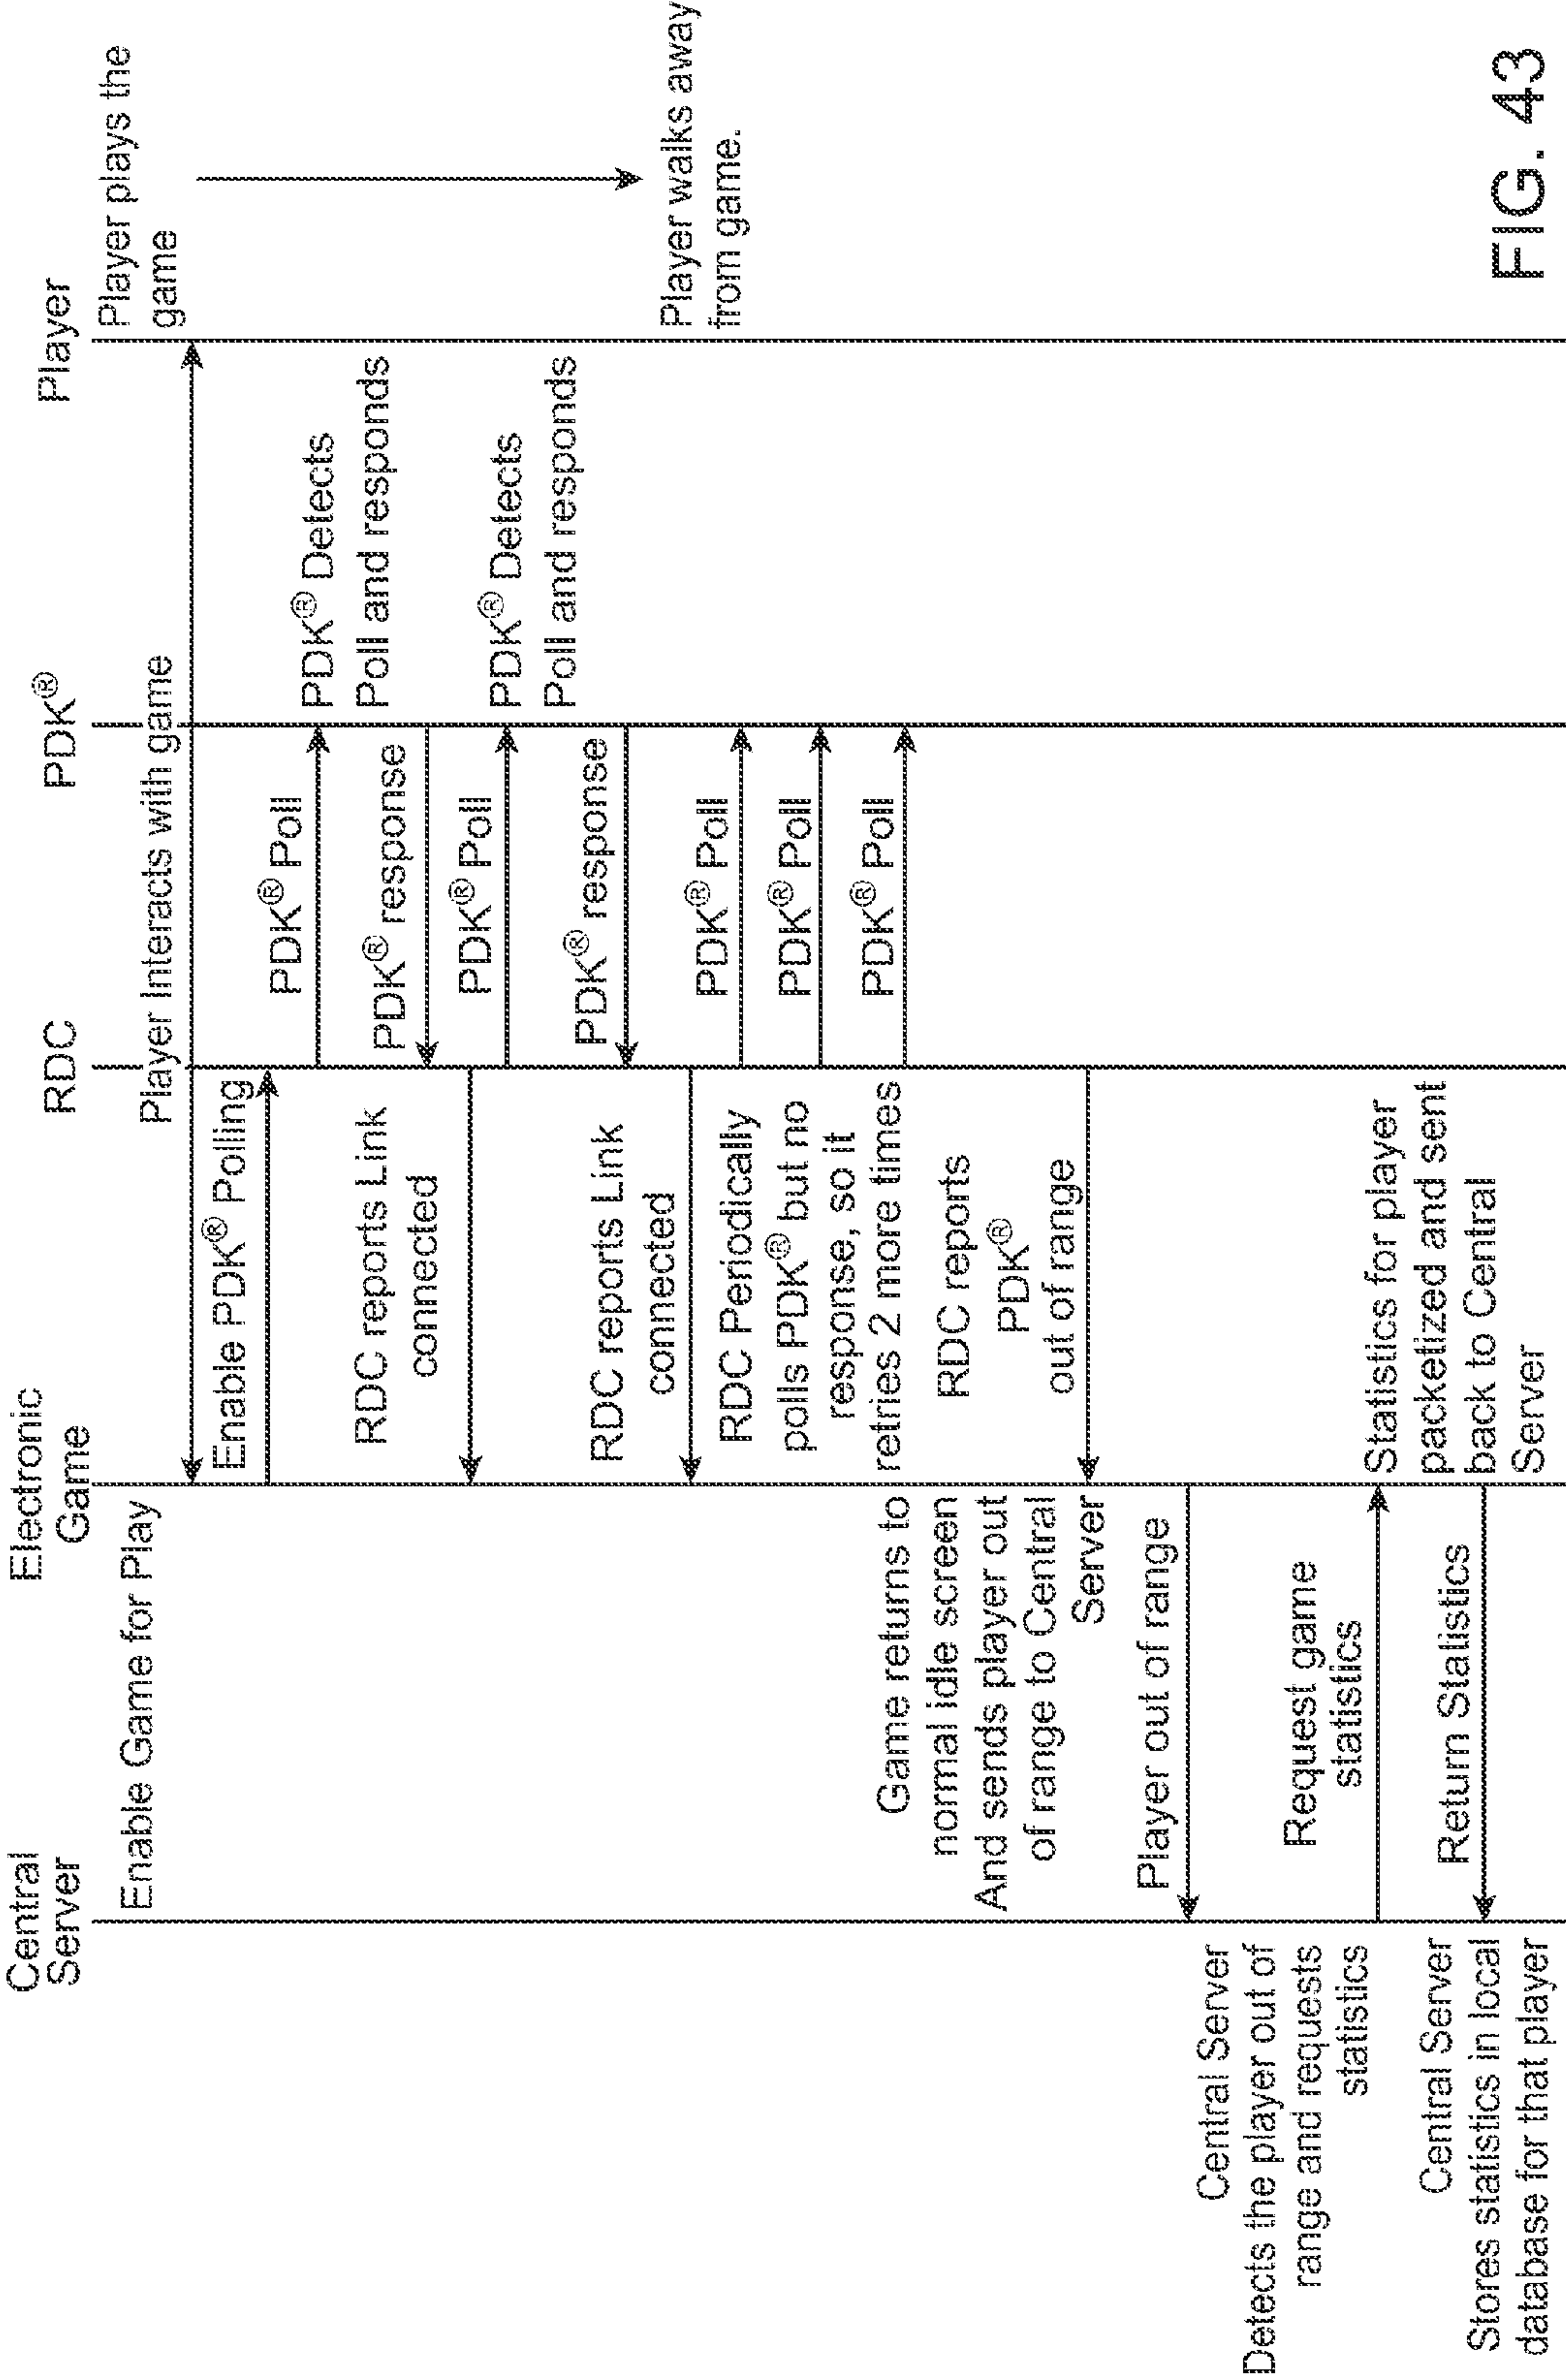 Central
Server
Electronic
Game
RDC
PDK®
Player
Enable Game for Play
Player Interacts with game
Player plays the
game
Enable PDK® Polling
PDK® Poll
PDK® Detects
Poll and responds
RDC reports Link
connected
PDK® response
PDK® Poll
PDK® Detects
Poll and responds
RDC reports Link
connected
PDK® response
Player walks away
from game.
RDC Periodically
polls PDK® but no
response, so it
retries 2 more times
PDK® Poll
PDK® Poll
PDK® Poll
Game returns to
normal idle screen
And sends player out
of range to Central
Server
RDC reports
PDK®
out of range
Player out of range
Central Server
Detects the player out of
range and requests
statistics
Request game
statistics
Statistics for player
packetized and sent
back to Central
Server
Return Statistics
Central Server
Stores statistics in local
database for that player
FIG. 43